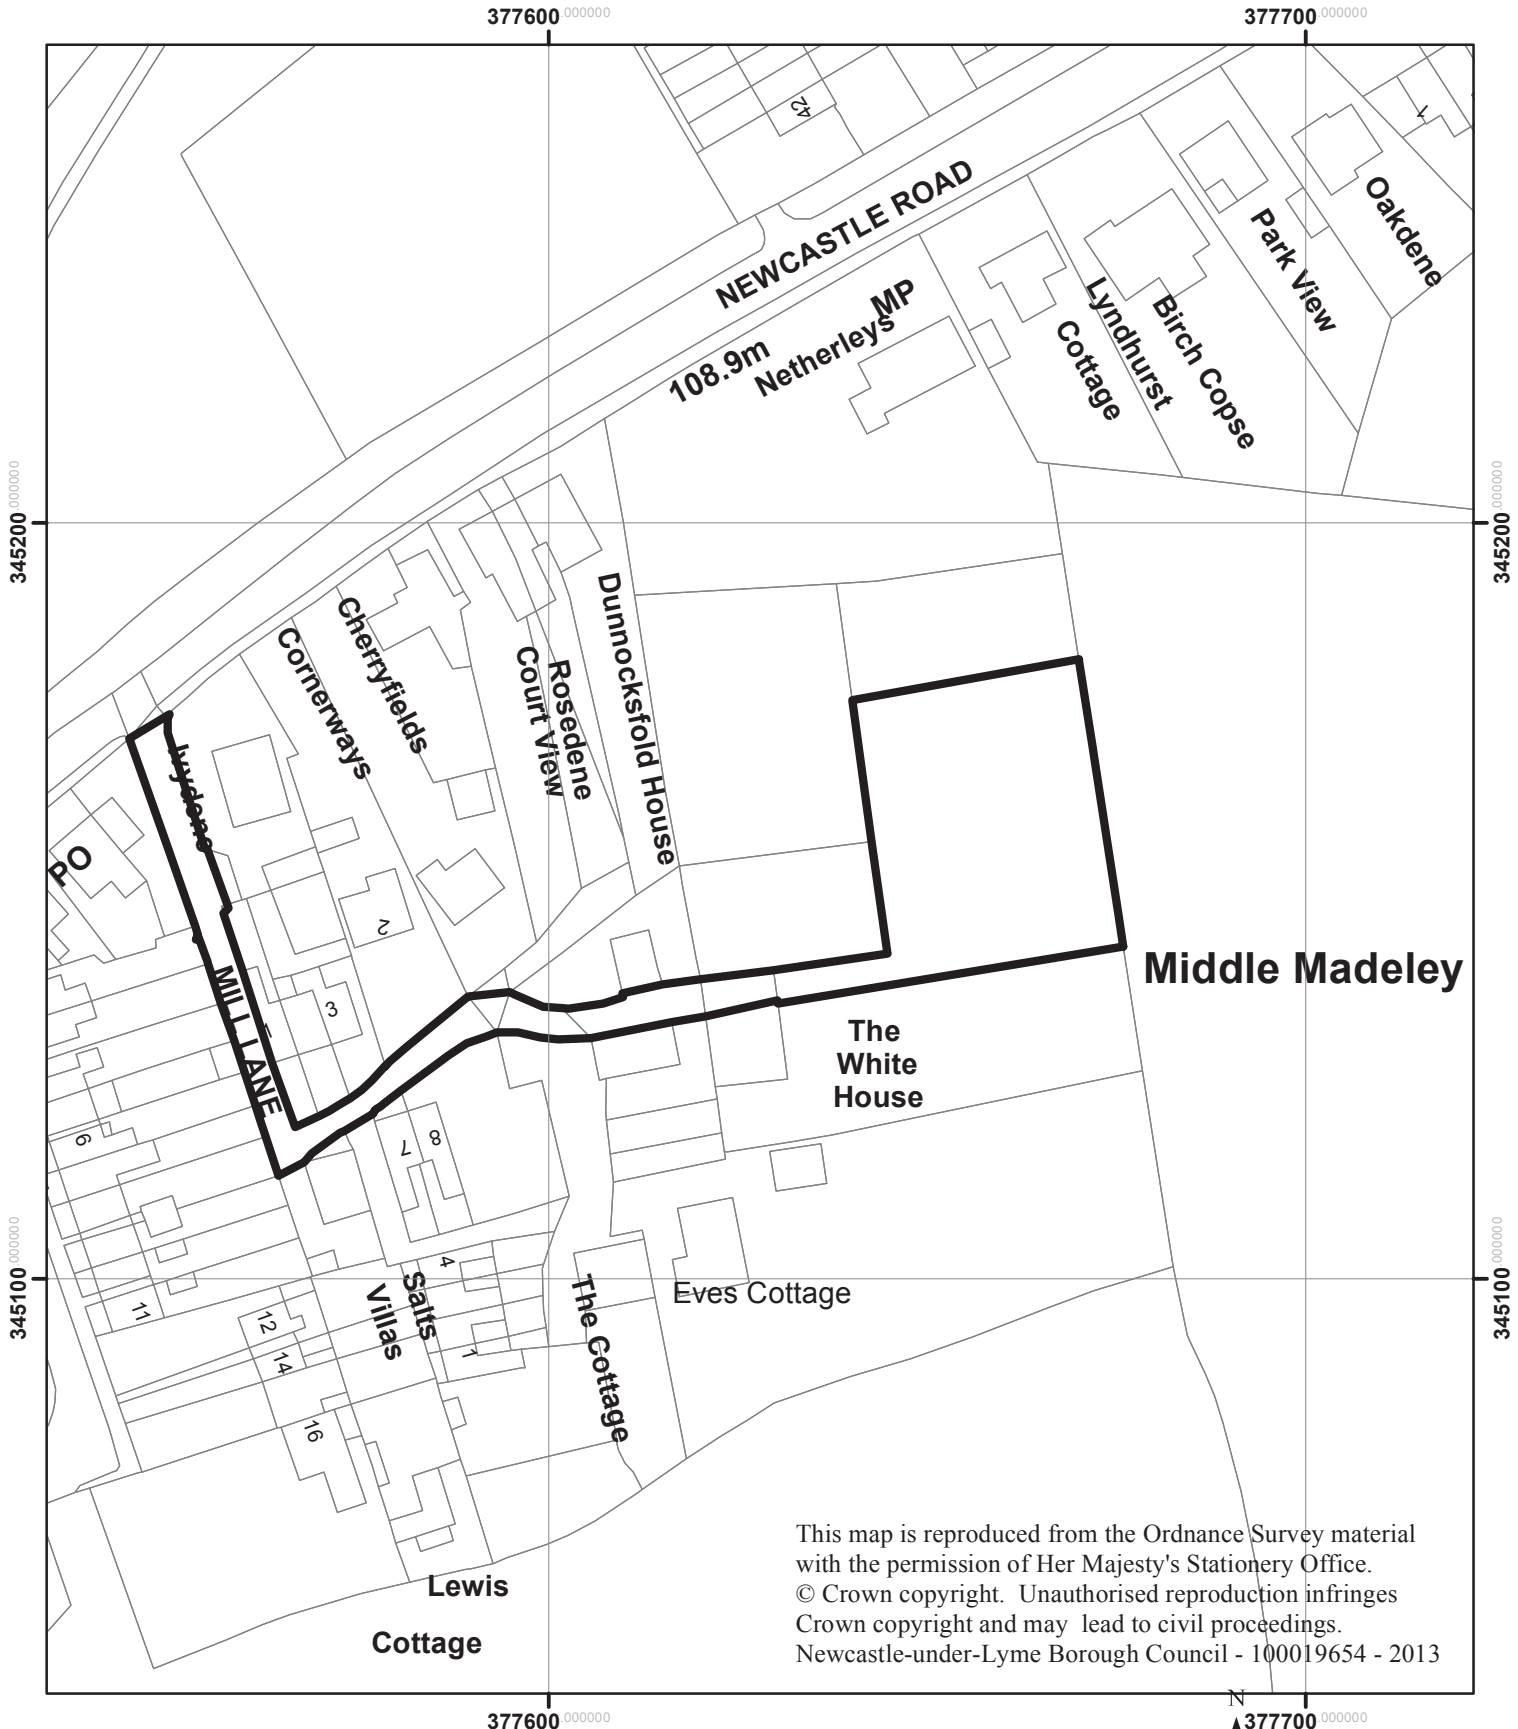 377600.000000
377700.000000
42
1
NEWCASTLE ROAD
Oakdene
Park View
MP
Netherleys
108.9m
Lyndhurst
Cottage
Birch Copse
345200.000000
345200.000000
Cherryfields
Cornerways
Dunnocksfold House
Rosedene
Court View
Ivydene
PO
2
3
MILL LANE
Middle Madeley
The
White
House
9
7
8
4
Salts
Villas
The Cottage
Eves Cottage
345100.000000
345100.000000
11
12
14
1
16
Lewis
Cottage
This map is reproduced from the Ordnance Survey material
with the permission of Her Majesty's Stationery Office.
© Crown copyright.  Unauthorised reproduction infringes
Crown copyright and may  lead to civil proceedings.
Newcastle-under-Lyme Borough Council - 100019654 - 2013
N
377600.000000
377700.000000